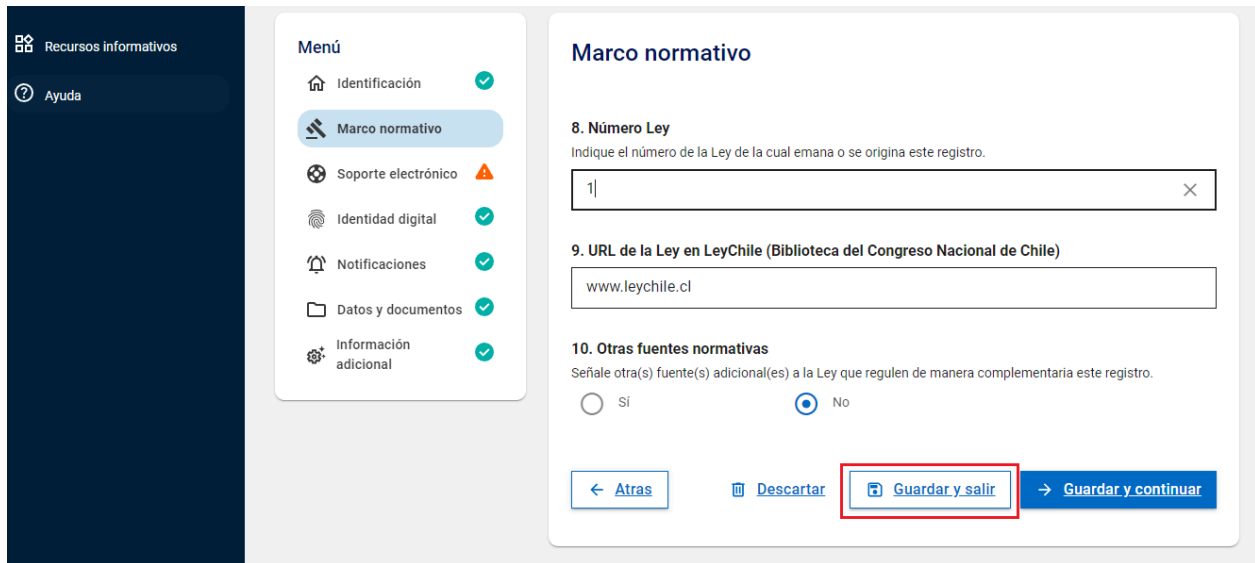 Recursos informativos
Ayuda
Menú
Identificación
Marco normativo
Soporte electrónico
Identidad digital
Notificaciones
Datos y documentos
Información
adicional
Marco normativo
8. Número Ley
Indique el número de la Ley de la cual emana o se origina este registro.
1
9. URL de la Ley en LeyChile (Biblioteca del Congreso Nacional de Chile)
www.leychile.cl
10. Otras fuentes normativas
Señale otra(s) fuente(s) adicional(es) a la Ley que regulen de manera complementaria este registro.
Sí No
Atras Descartar Guardar y salir Guardar y continuar